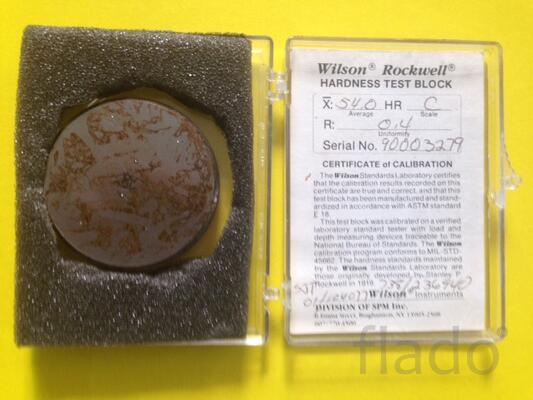 Wilson® Rockwell®
HARDNESS TEST BLOCK
X̄: 54.0 HR C
Average Scale
R: 0.4
Uniformity
Serial No. 90003279
CERTIFICATE of CALIBRATION
The Wilson Standards Laboratory certifies
that the calibration results recorded on this
certificate are true and correct, and that this
test block has been manufactured and stand-
ardized in accordance with ASTM standard
E 18.
This test block was calibrated on a verified
laboratory standard tester with load and
depth measuring devices traceable to the
National Bureau of Standards. The Wilson
calibration program conforms to MIL-STD-
45662. The hardness standards maintained
by the Wilson Standards Laboratory are
those originally developed by Stanley P.
Rockwell in 1919.
Wilson® Instruments
DIVISION OF SPM Inc.
Binghamton, NY
flado